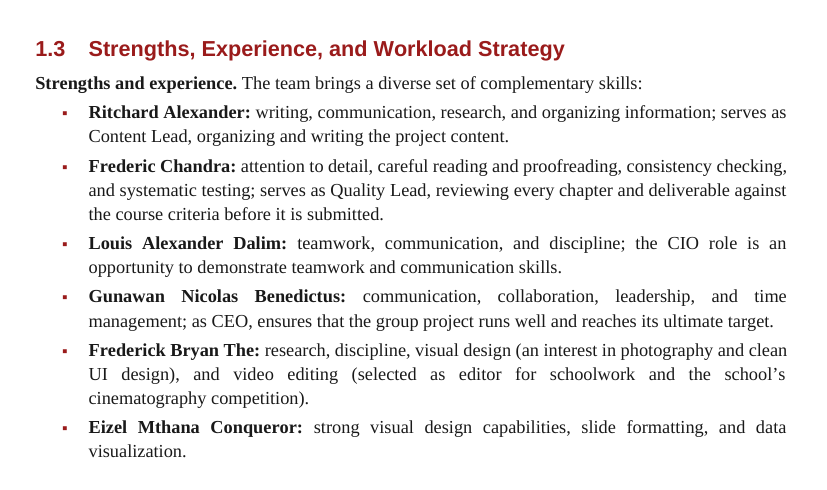 1.3 Strengths, Experience, and Workload Strategy
Strengths and experience. The team brings a diverse set of complementary skills:
▪ Ritchard Alexander: writing, communication, research, and organizing information; serves as
Content Lead, organizing and writing the project content.
▪ Frederic Chandra: attention to detail, careful reading and proofreading, consistency checking,
and systematic testing; serves as Quality Lead, reviewing every chapter and deliverable against
the course criteria before it is submitted.
▪ Louis Alexander Dalim: teamwork, communication, and discipline; the CIO role is an
opportunity to demonstrate teamwork and communication skills.
▪ Gunawan Nicolas Benedictus: communication, collaboration, leadership, and time
management; as CEO, ensures that the group project runs well and reaches its ultimate target.
▪ Frederick Bryan The: research, discipline, visual design (an interest in photography and clean
UI design), and video editing (selected as editor for schoolwork and the school’s
cinematography competition).
▪ Eizel Mthana Conqueror: strong visual design capabilities, slide formatting, and data
visualization.